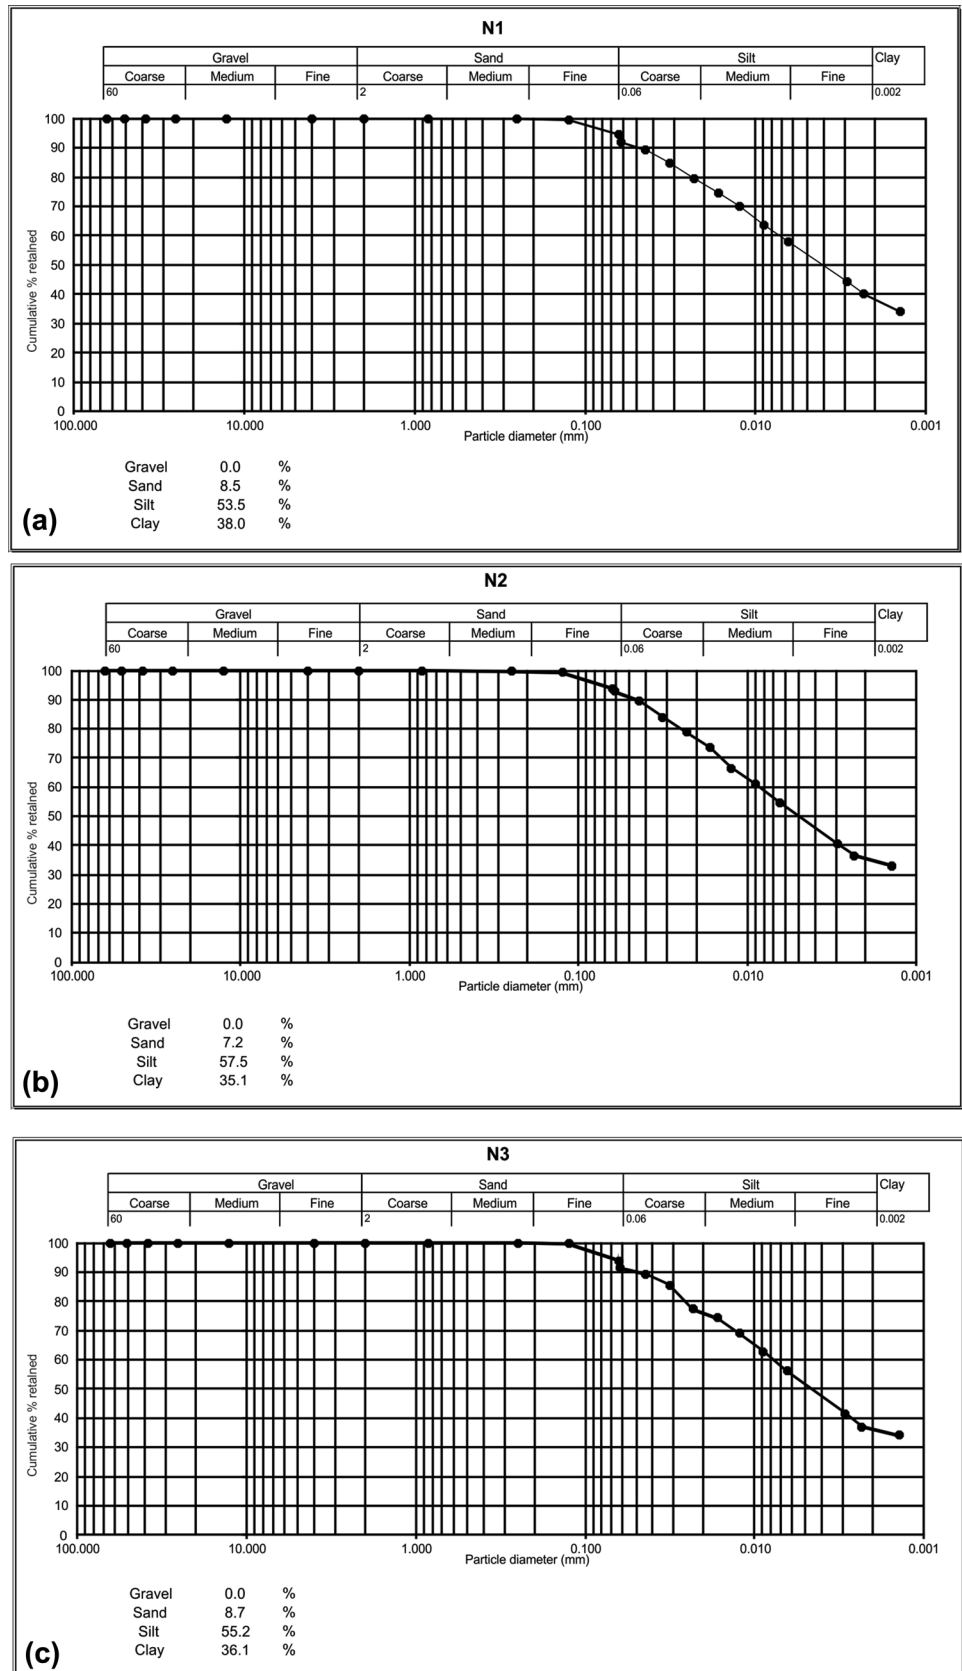 N1
Gravel Sand Silt Clay
Coarse Medium Fine Coarse Medium Fine Coarse Medium Fine
60 2 0.06 0.002
100
90
80
70
60
50
40
30
20
10
0
Cumulative % retained
100.000 10.000 1.000 0.100 0.010 0.001
Particle diameter (mm)
Gravel 0.0 %
Sand 8.5 %
Silt 53.5 %
Clay 38.0 %
(a)
N2
Gravel Sand Silt Clay
Coarse Medium Fine Coarse Medium Fine Coarse Medium Fine
60 2 0.06 0.002
100
90
80
70
60
50
40
30
20
10
0
Cumulative % retained
100.000 10.000 1.000 0.100 0.010 0.001
Particle diameter (mm)
Gravel 0.0 %
Sand 7.2 %
Silt 57.5 %
Clay 35.1 %
(b)
N3
Gravel Sand Silt Clay
Coarse Medium Fine Coarse Medium Fine Coarse Medium Fine
60 2 0.06 0.002
100
90
80
70
60
50
40
30
20
10
0
Cumulative % retained
100.000 10.000 1.000 0.100 0.010 0.001
Particle diameter (mm)
Gravel 0.0 %
Sand 8.7 %
Silt 55.2 %
Clay 36.1 %
(c)